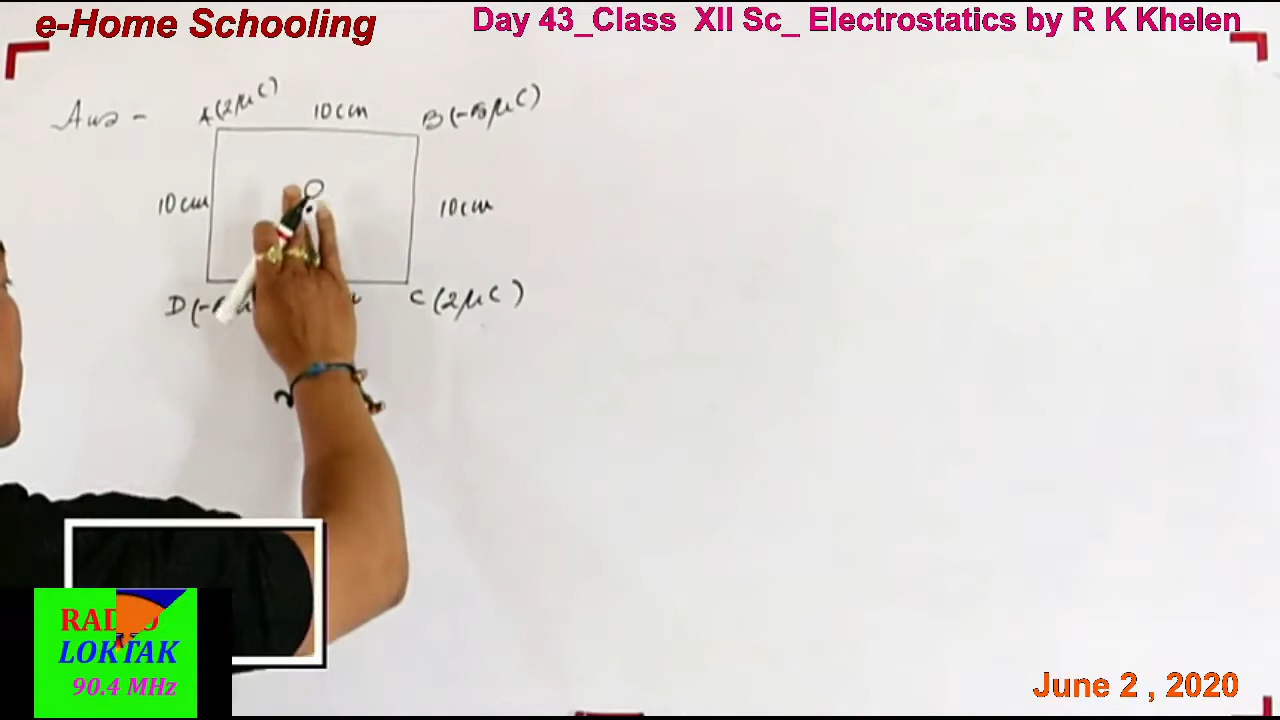 e-Home Schooling
Day 43_Class XII Sc_ Electrostatics by R K Khelen
Ans - A (2μC) 10cm B (-5μC)
10cm O 10cm
D (- C (2μC)
RADIO
LOKTAK
90.4 MHz
June 2 , 2020